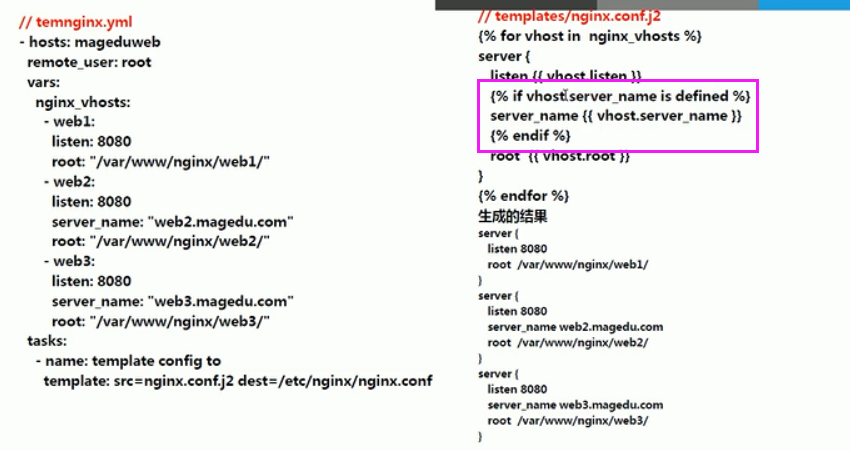 // temnginx.yml
- hosts: mageduweb
remote_user: root
vars:
nginx_vhosts:
- web1:
listen: 8080
root: "/var/www/nginx/web1/"
- web2:
listen: 8080
server_name: "web2.magedu.com"
root: "/var/www/nginx/web2/"
- web3:
listen: 8080
server_name: "web3.magedu.com"
root: "/var/www/nginx/web3/"
tasks:
- name: template config to
template: src=nginx.conf.j2 dest=/etc/nginx/nginx.conf
// templates/nginx.conf.j2
{% for vhost in nginx_vhosts %}
server {
listen {{ vhost.listen }}
{% if vhost.server_name is defined %}
server_name {{ vhost.server_name }}
{% endif %}
root {{ vhost.root }}
}
{% endfor %}
生成的结果
server {
listen 8080
root /var/www/nginx/web1/
}
server {
listen 8080
server_name web2.magedu.com
root /var/www/nginx/web2/
}
server {
listen 8080
server_name web3.magedu.com
root /var/www/nginx/web3/
}